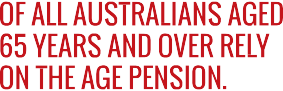 OF ALL AUSTRALIANS AGED
65 YEARS AND OVER RELY
ON THE AGE PENSION.